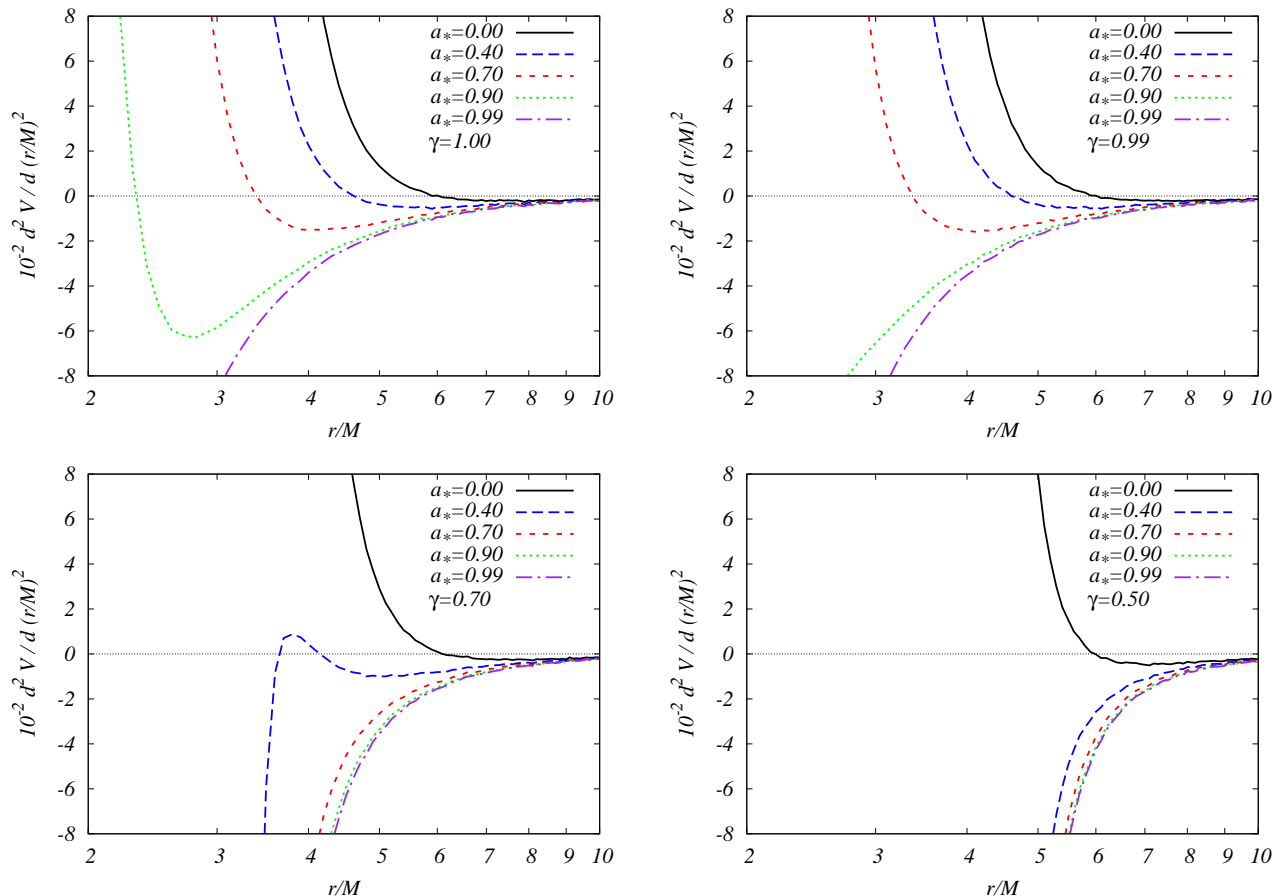 8
6
4
2
0
-2
-4
-6
-8
10^-2 d^2 V / d (r/M)^2
a*=0.00
a*=0.40
a*=0.70
a*=0.90
a*=0.99
γ=1.00
2 3 4 5 6 7 8 9 10
r/M
8
6
4
2
0
-2
-4
-6
-8
10^-2 d^2 V / d (r/M)^2
a*=0.00
a*=0.40
a*=0.70
a*=0.90
a*=0.99
γ=0.99
2 3 4 5 6 7 8 9 10
r/M
8
6
4
2
0
-2
-4
-6
-8
10^-2 d^2 V / d (r/M)^2
a*=0.00
a*=0.40
a*=0.70
a*=0.90
a*=0.99
γ=0.70
2 3 4 5 6 7 8 9 10
r/M
8
6
4
2
0
-2
-4
-6
-8
10^-2 d^2 V / d (r/M)^2
a*=0.00
a*=0.40
a*=0.70
a*=0.90
a*=0.99
γ=0.50
2 3 4 5 6 7 8 9 10
r/M